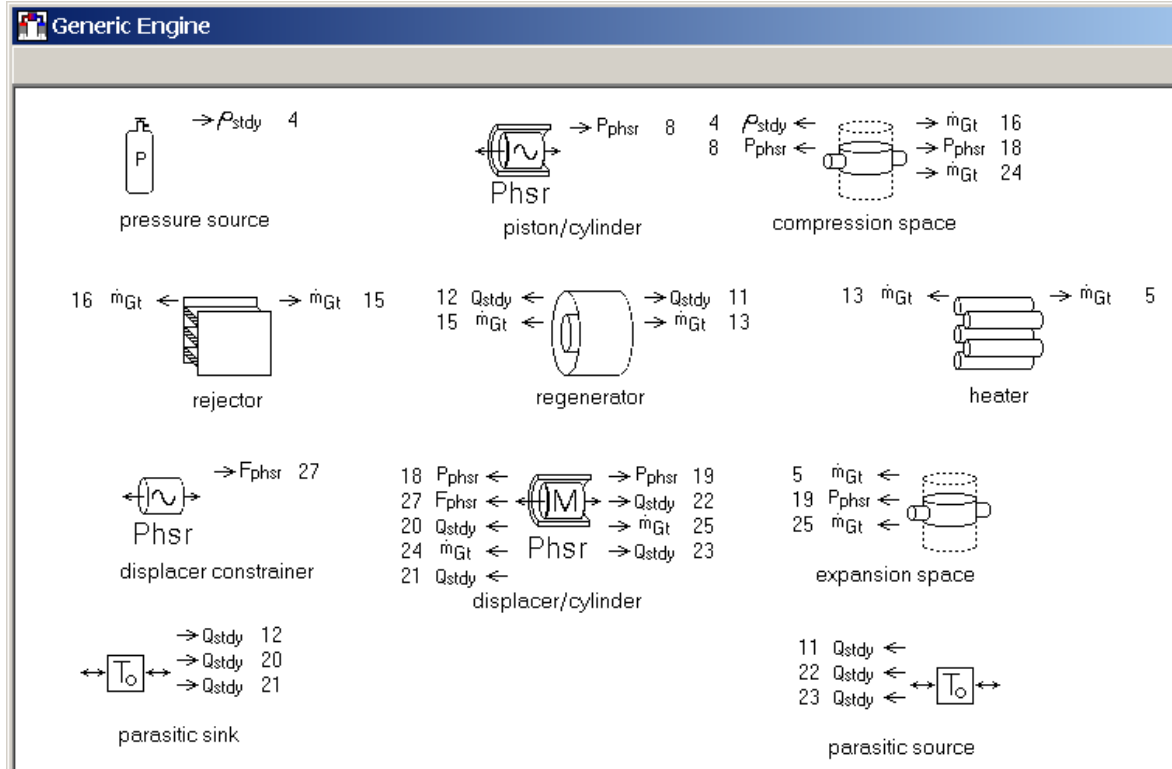 Generic Engine
→ρstdy 4
P
pressure source
→Pphsr 8
Phsr
piston/cylinder
4 ρstdy ← → ṁGt 16
8 Pphsr ← → Pphsr 18
→ ṁGt 24
compression space
16 ṁGt ← → ṁGt 15
rejector
12 Qstdy ← → Qstdy 11
15 ṁGt ← → ṁGt 13
regenerator
13 ṁGt ← → ṁGt 5
heater
→ Fphsr 27
Phsr
displacer constrainer
18 Pphsr ← → Pphsr 19
27 Fphsr ← M → Qstdy 22
20 Qstdy ← → ṁGt 25
24 ṁGt ← Phsr → Qstdy 23
21 Qstdy ←
displacer/cylinder
5 ṁGt ←
19 Pphsr ←
25 ṁGt ←
expansion space
→ Qstdy 12
→ Qstdy 20
To → Qstdy 21
parasitic sink
11 Qstdy ←
22 Qstdy ←
23 Qstdy ← To
parasitic source